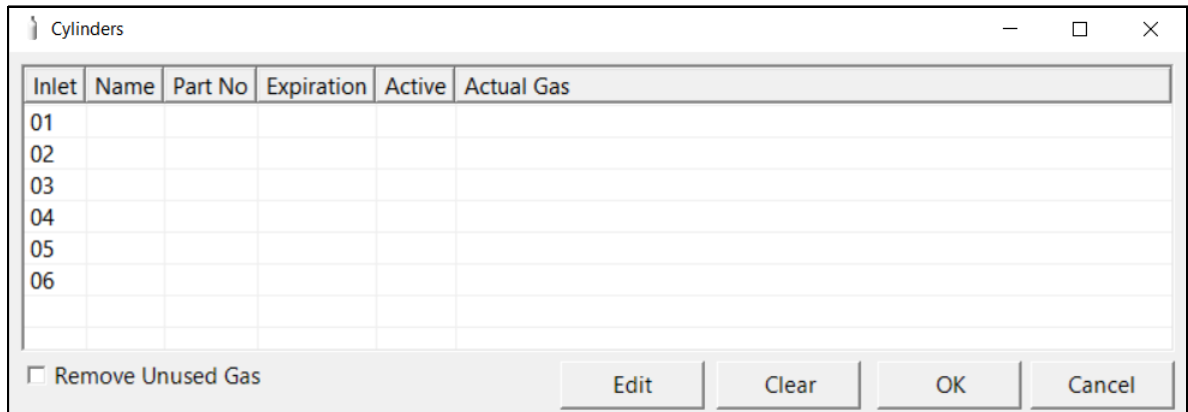 Cylinders
Inlet Name Part No Expiration Active Actual Gas
01
02
03
04
05
06
Remove Unused Gas Edit Clear OK Cancel